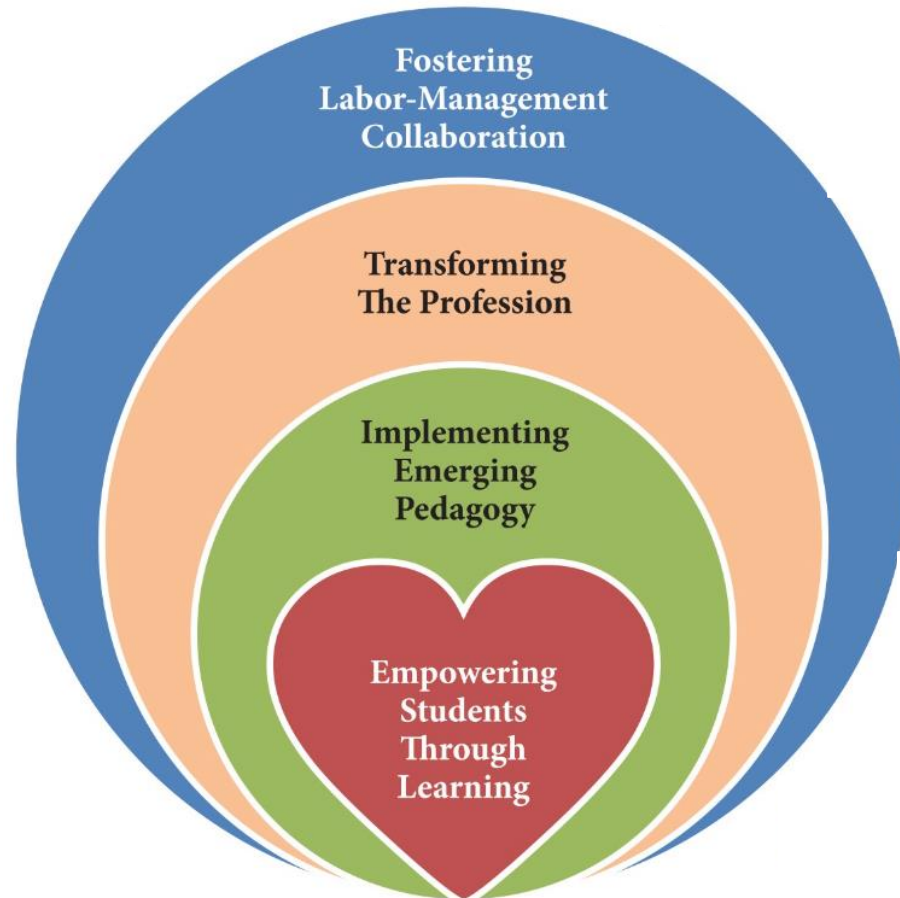 Fostering
Labor-Management
Collaboration
Transforming
The Profession
Implementing
Emerging
Pedagogy
Empowering
Students
Through
Learning